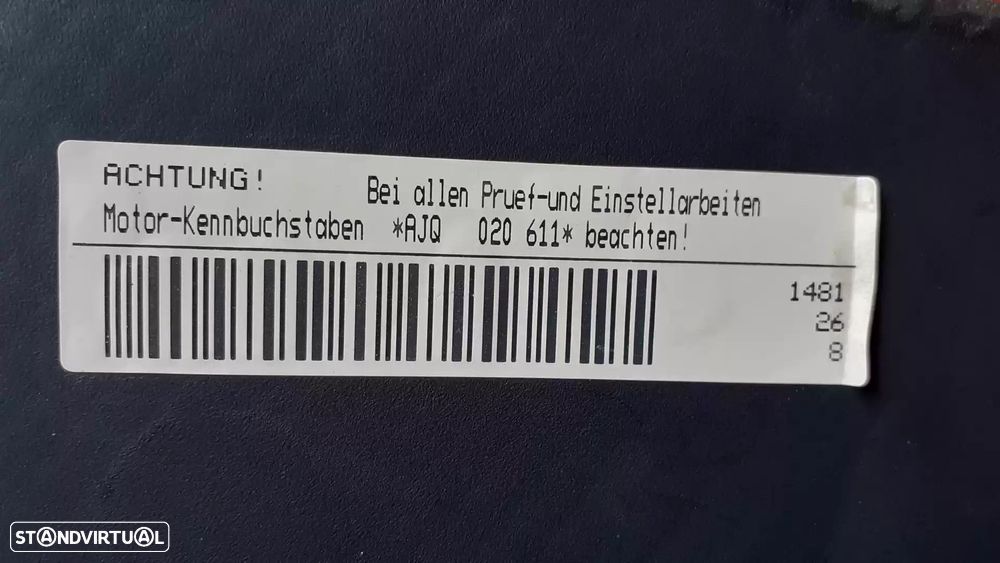 ACHTUNG!
Bei allen Pruef-und Einstellarbeiten
Motor-Kennbuchstaben *AJQ 020 611* beachten!
1481
26
8
STANDVIRTUAL